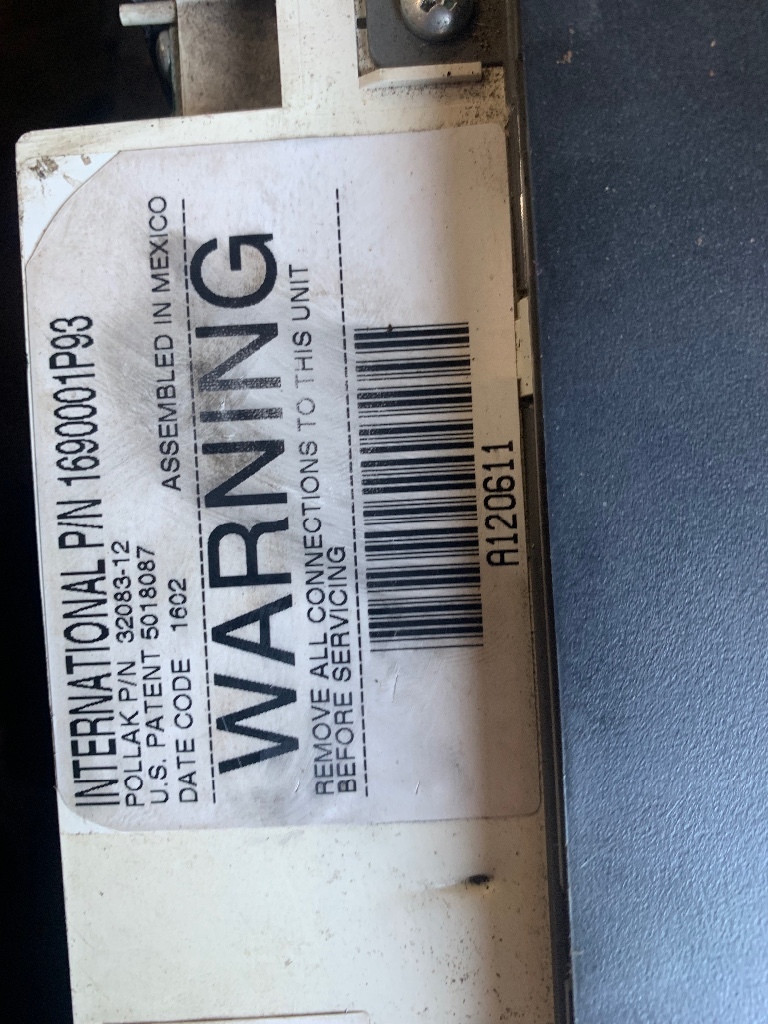 INTERNATIONAL P/N 1690001P93
POLLAK P/N 32083-12
U.S. PATENT 5018087
DATE CODE 1602 ASSEMBLED IN MEXICO
WARNING
REMOVE ALL CONNECTIONS TO THIS UNIT
BEFORE SERVICING
A120611